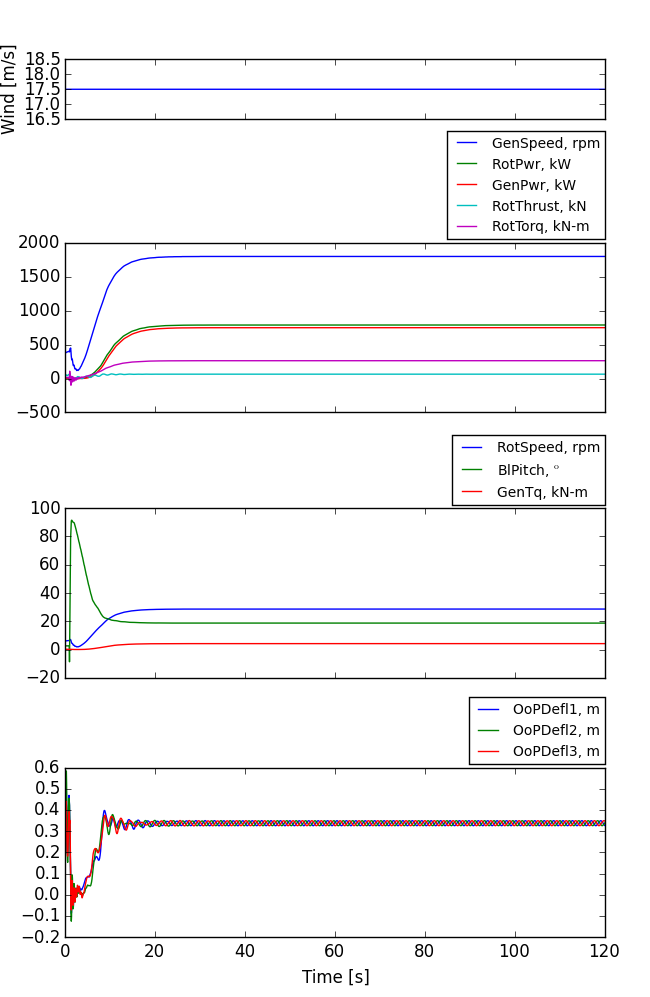 Wind [m/s]
18.5
18.0
17.5
17.0
16.5
GenSpeed, rpm
RotPwr, kW
GenPwr, kW
RotThrust, kN
RotTorq, kN-m
2000
1500
1000
500
0
−500
RotSpeed, rpm
BlPitch, °
GenTq, kN-m
100
80
60
40
20
0
−20
OoPDefl1, m
OoPDefl2, m
OoPDefl3, m
0.6
0.5
0.4
0.3
0.2
0.1
0.0
−0.1
−0.2
0 20 40 60 80 100 120
Time [s]